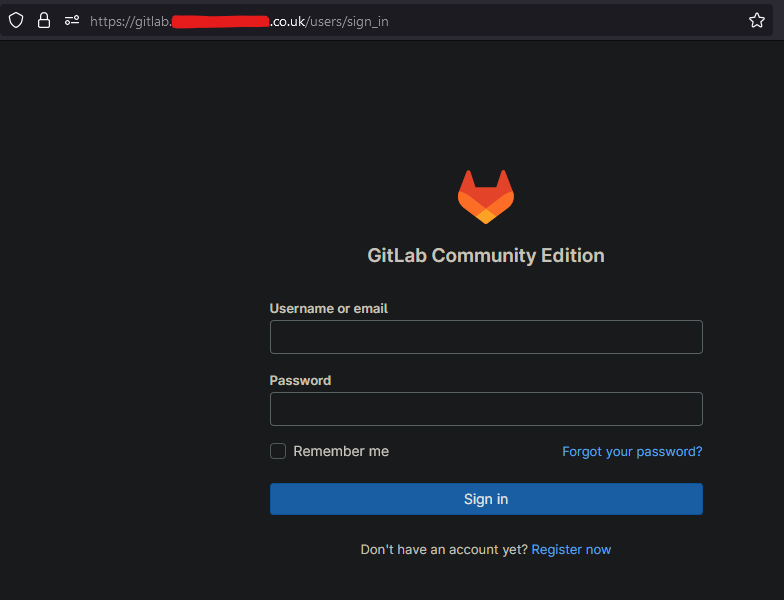 https://gitlab. .co.uk/users/sign_in
GitLab Community Edition
Username or email
Password
Remember me
Forgot your password?
Sign in
Don't have an account yet? Register now